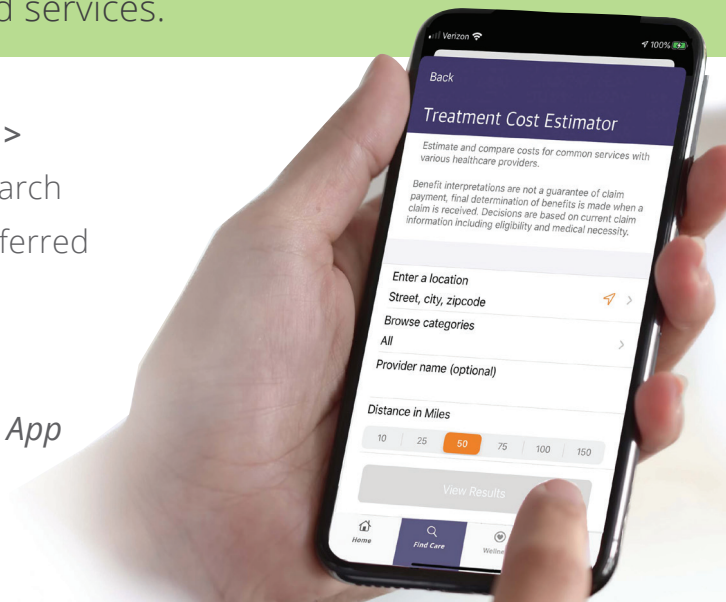 d services.
>
arch
ferred
App
Verizon
100%
Back
Treatment Cost Estimator
Estimate and compare costs for common services with
various healthcare providers.
Benefit interpretations are not a guarantee of claim
payment, final determination of benefits is made when a
claim is received. Decisions are based on current claim
information including eligibility and medical necessity.
Enter a location
Street, city, zipcode
Browse categories
All
Provider name (optional)
Distance in Miles
10 25 50 75 100 150
View Results
Home Find Care Welln